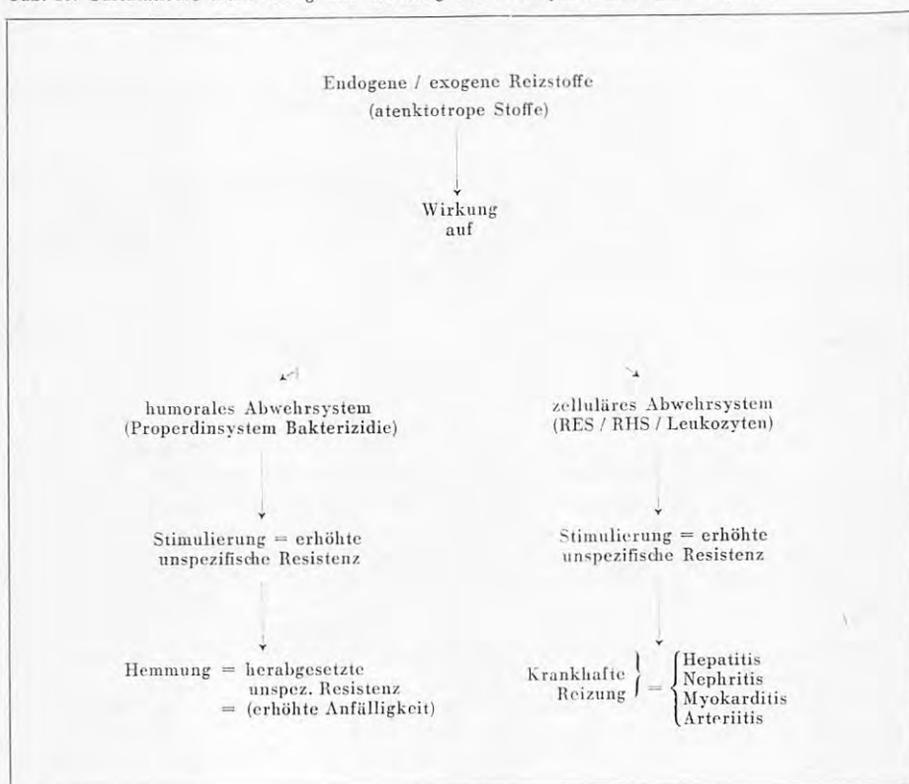 Endogene / exogene Reizstoffe
(atenktotrope Stoffe)
Wirkung
auf
humorales Abwehrsystem
(Properdinsystem Bakterizidie)
zelluläres Abwehrsystem
(RES / RHS / Leukozyten)
Stimulierung = erhöhte
unspezifische Resistenz
Stimulierung = erhöhte
unspezifische Resistenz
Hemmung = herabgesetzte
unspez. Resistenz
= (erhöhte Anfälligkeit)
Krankhafte
Reizung } = {
Hepatitis
Nephritis
Myokarditis
Arteriitis